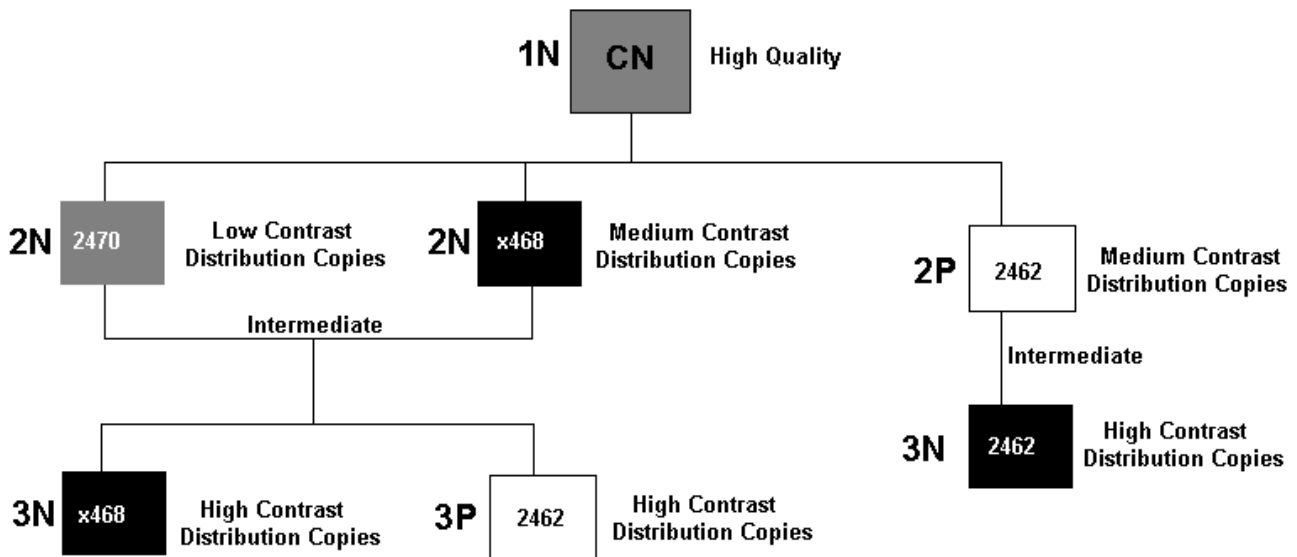 1N
CN
High Quality
2N
2470
Low Contrast
Distribution Copies
2N
x468
Medium Contrast
Distribution Copies
2P
2462
Medium Contrast
Distribution Copies
Intermediate
Intermediate
3N
x468
High Contrast
Distribution Copies
3P
2462
High Contrast
Distribution Copies
3N
2462
High Contrast
Distribution Copies